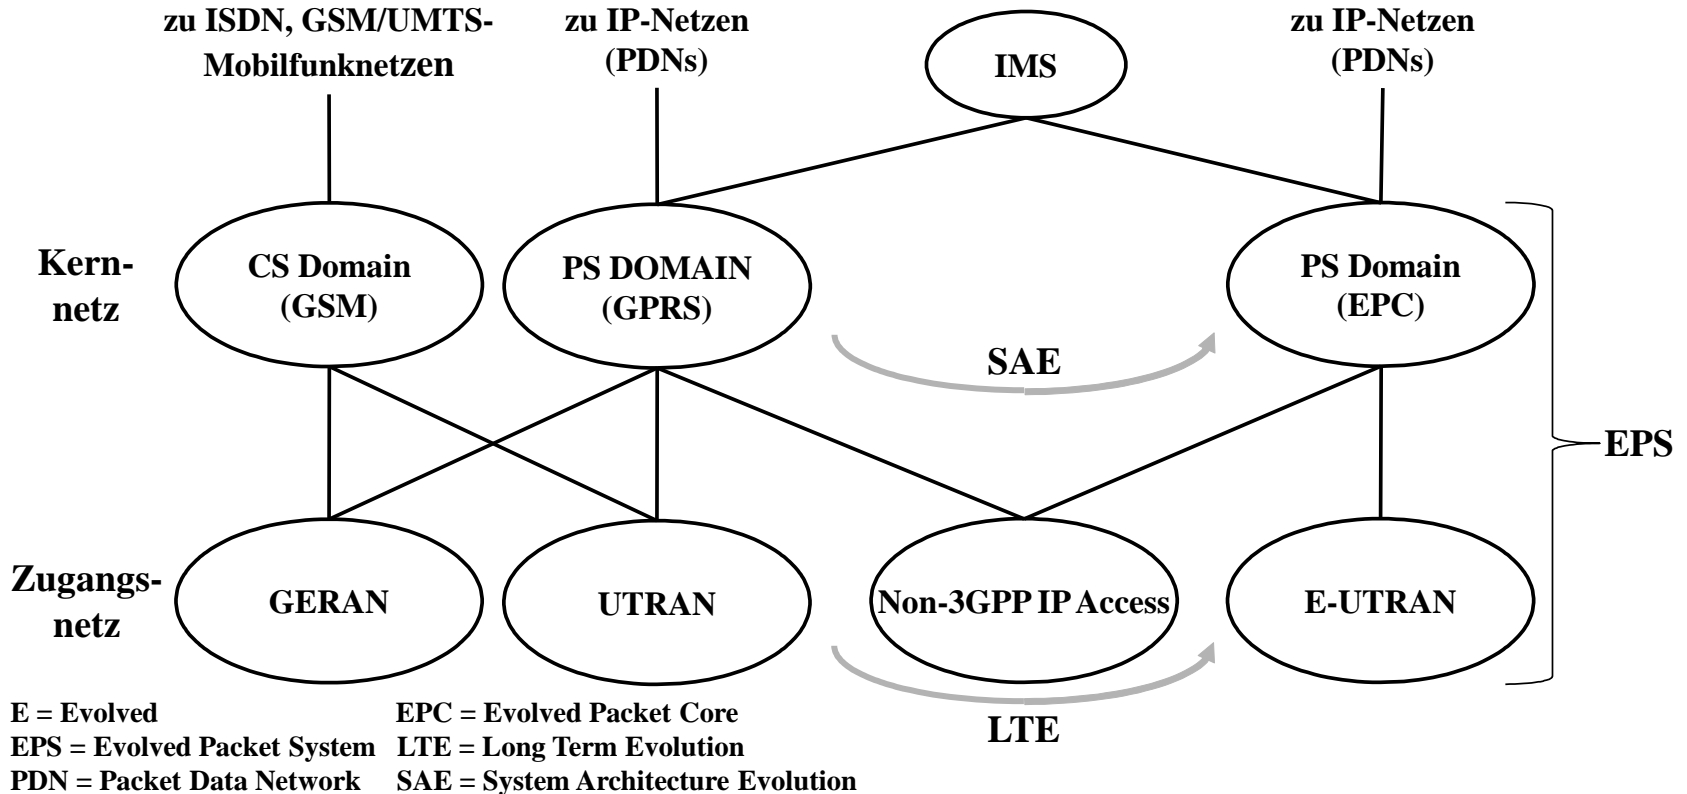 zu ISDN, GSM/UMTS-
Mobilfunknetzen
zu IP-Netzen
(PDNs)
IMS
zu IP-Netzen
(PDNs)
Kern-
netz
CS Domain
(GSM)
PS DOMAIN
(GPRS)
PS Domain
(EPC)
SAE
EPS
Zugangs-
netz
GERAN
UTRAN
Non-3GPP IP Access
E-UTRAN
LTE
E = Evolved
EPS = Evolved Packet System
PDN = Packet Data Network
EPC = Evolved Packet Core
LTE = Long Term Evolution
SAE = System Architecture Evolution